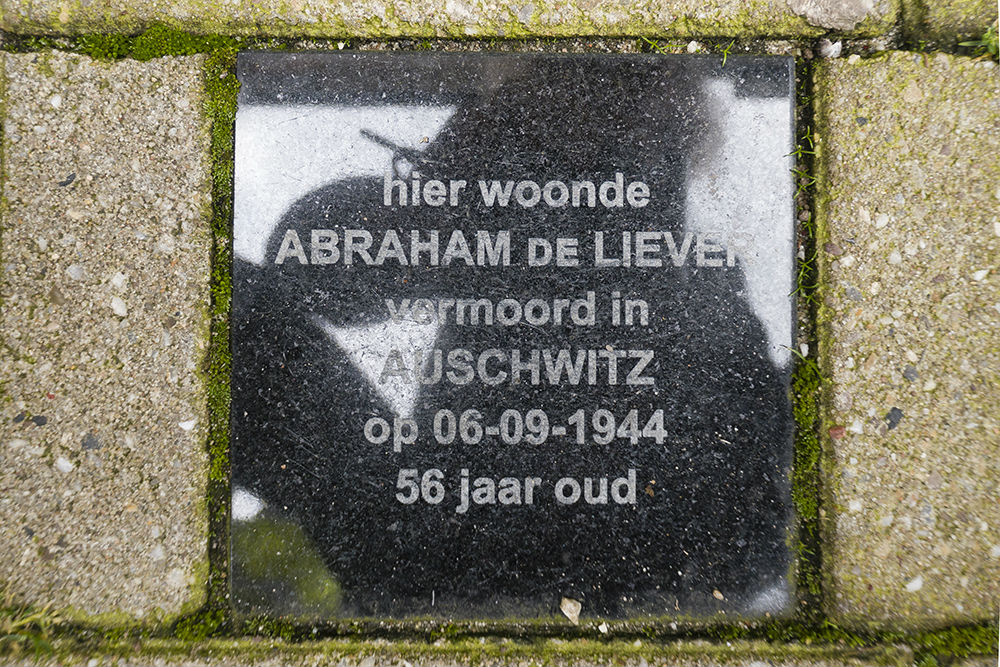 hier woonde
ABRAHAM DE LIEVER
vermoord in
AUSCHWITZ
op 06-09-1944
56 jaar oud